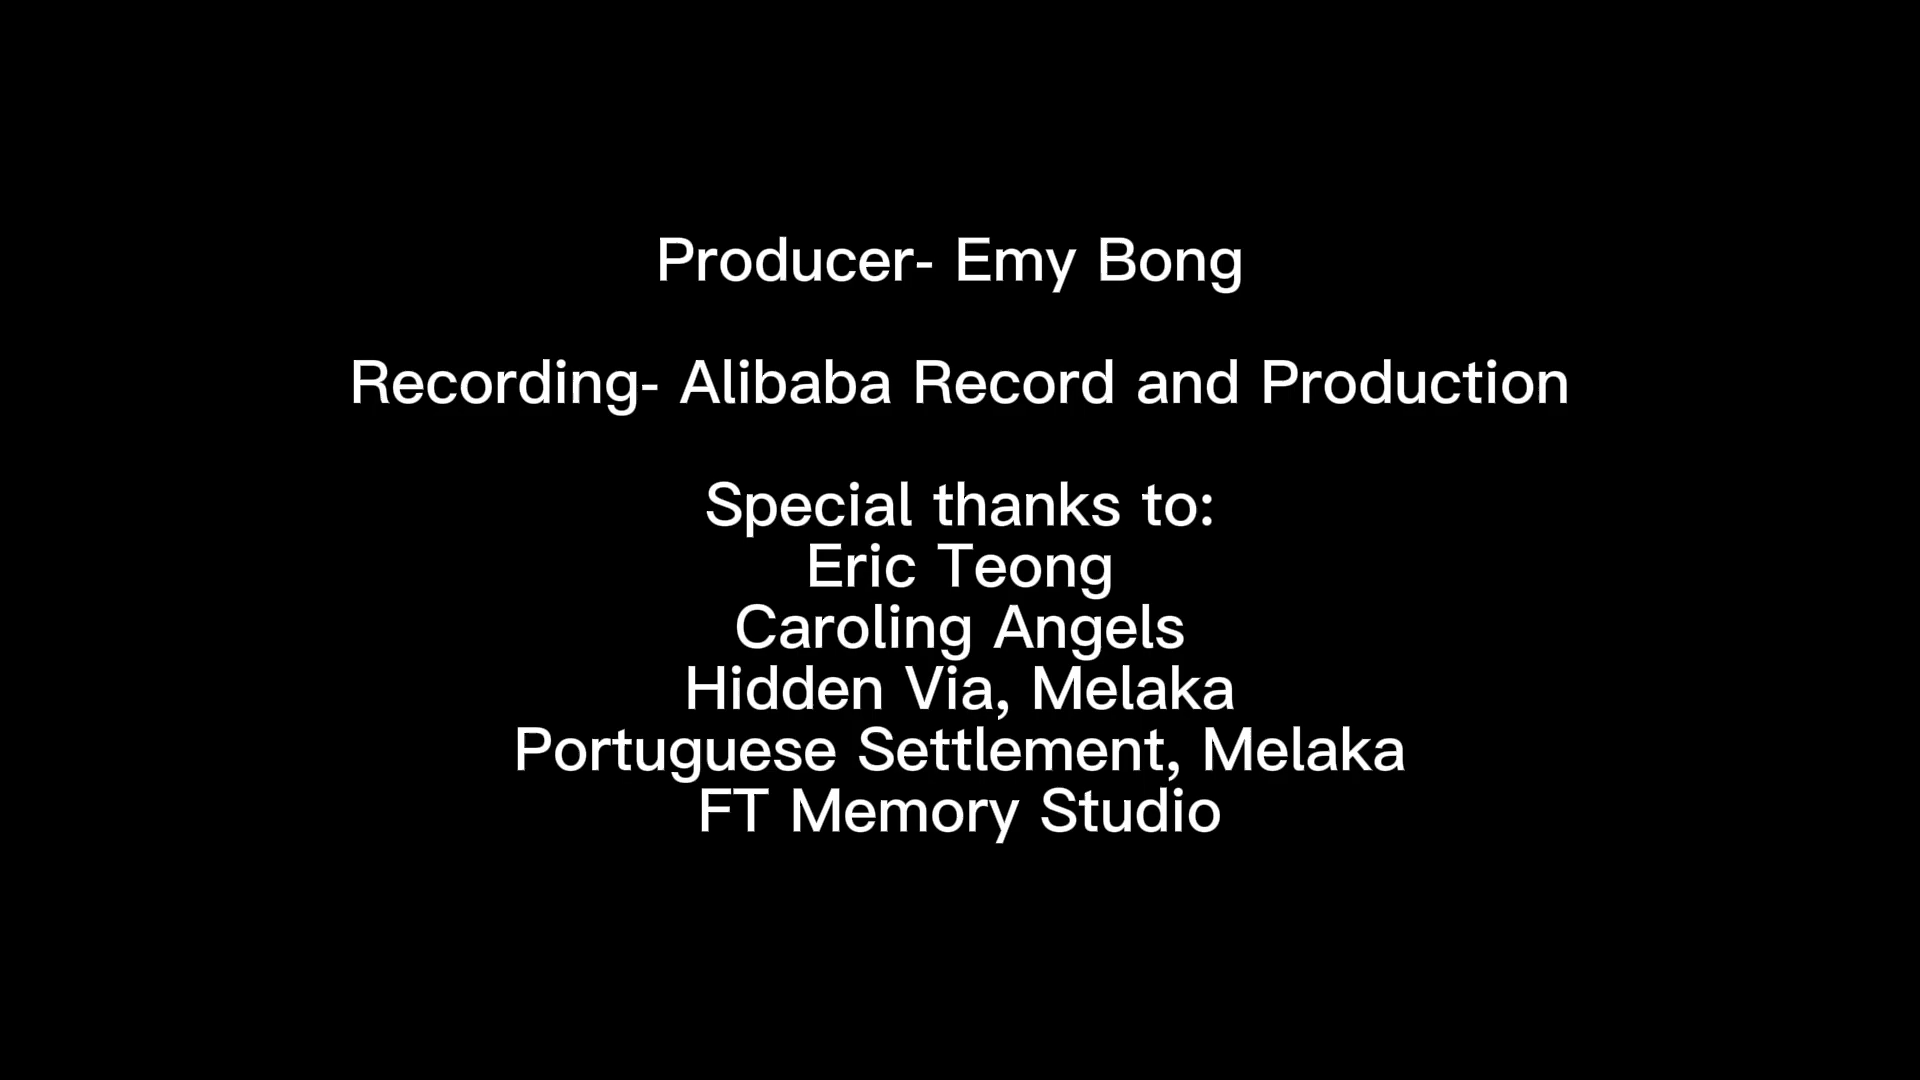 Producer- Emy Bong
Recording- Alibaba Record and Production
Special thanks to:
Eric Teong
Caroling Angels
Hidden Via, Melaka
Portuguese Settlement, Melaka
FT Memory Studio